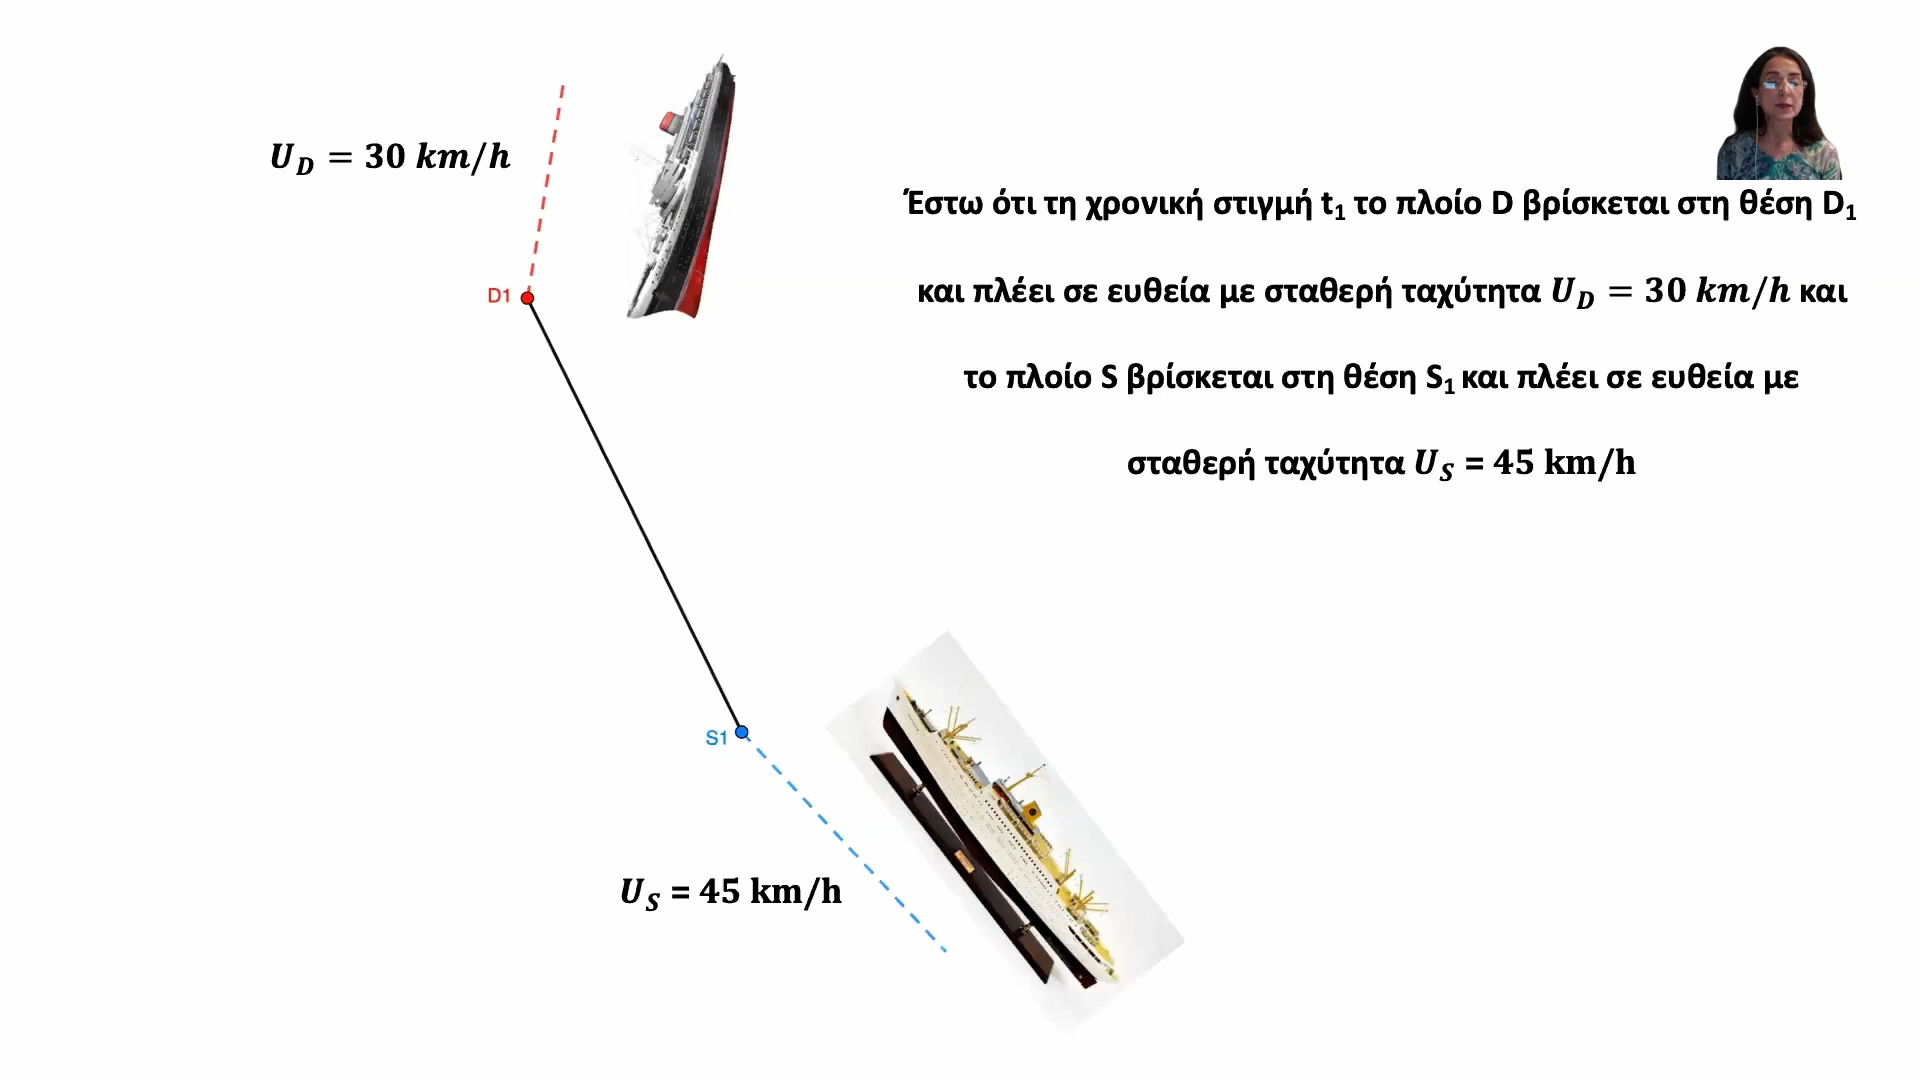 U_D = 30 km/h
Έστω ότι τη χρονική στιγμή t₁ το πλοίο D βρίσκεται στη θέση D₁
και πλέει σε ευθεία με σταθερή ταχύτητα U_D = 30 km/h και
D1
το πλοίο S βρίσκεται στη θέση S₁ και πλέει σε ευθεία με
σταθερή ταχύτητα U_S = 45 km/h
S1
U_S = 45 km/h